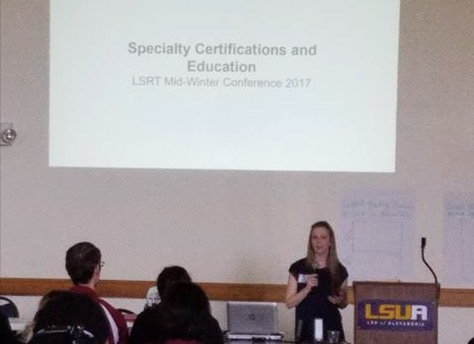 Specialty Certifications and
Education
LSRT Mid-Winter Conference 2017
LSUA
LSU of ALEXANDRIA